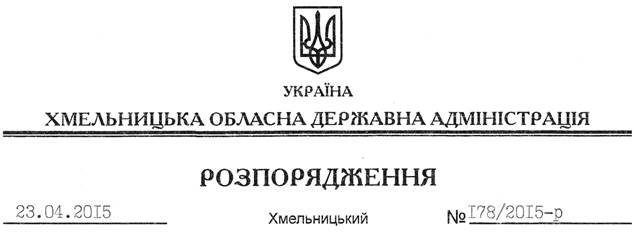 УКРАЇНА
ХМЕЛЬНИЦЬКА ОБЛАСНА ДЕРЖАВНА АДМІНІСТРАЦІЯ
РОЗПОРЯДЖЕННЯ
23.04.2015 Хмельницький №178/2015-р